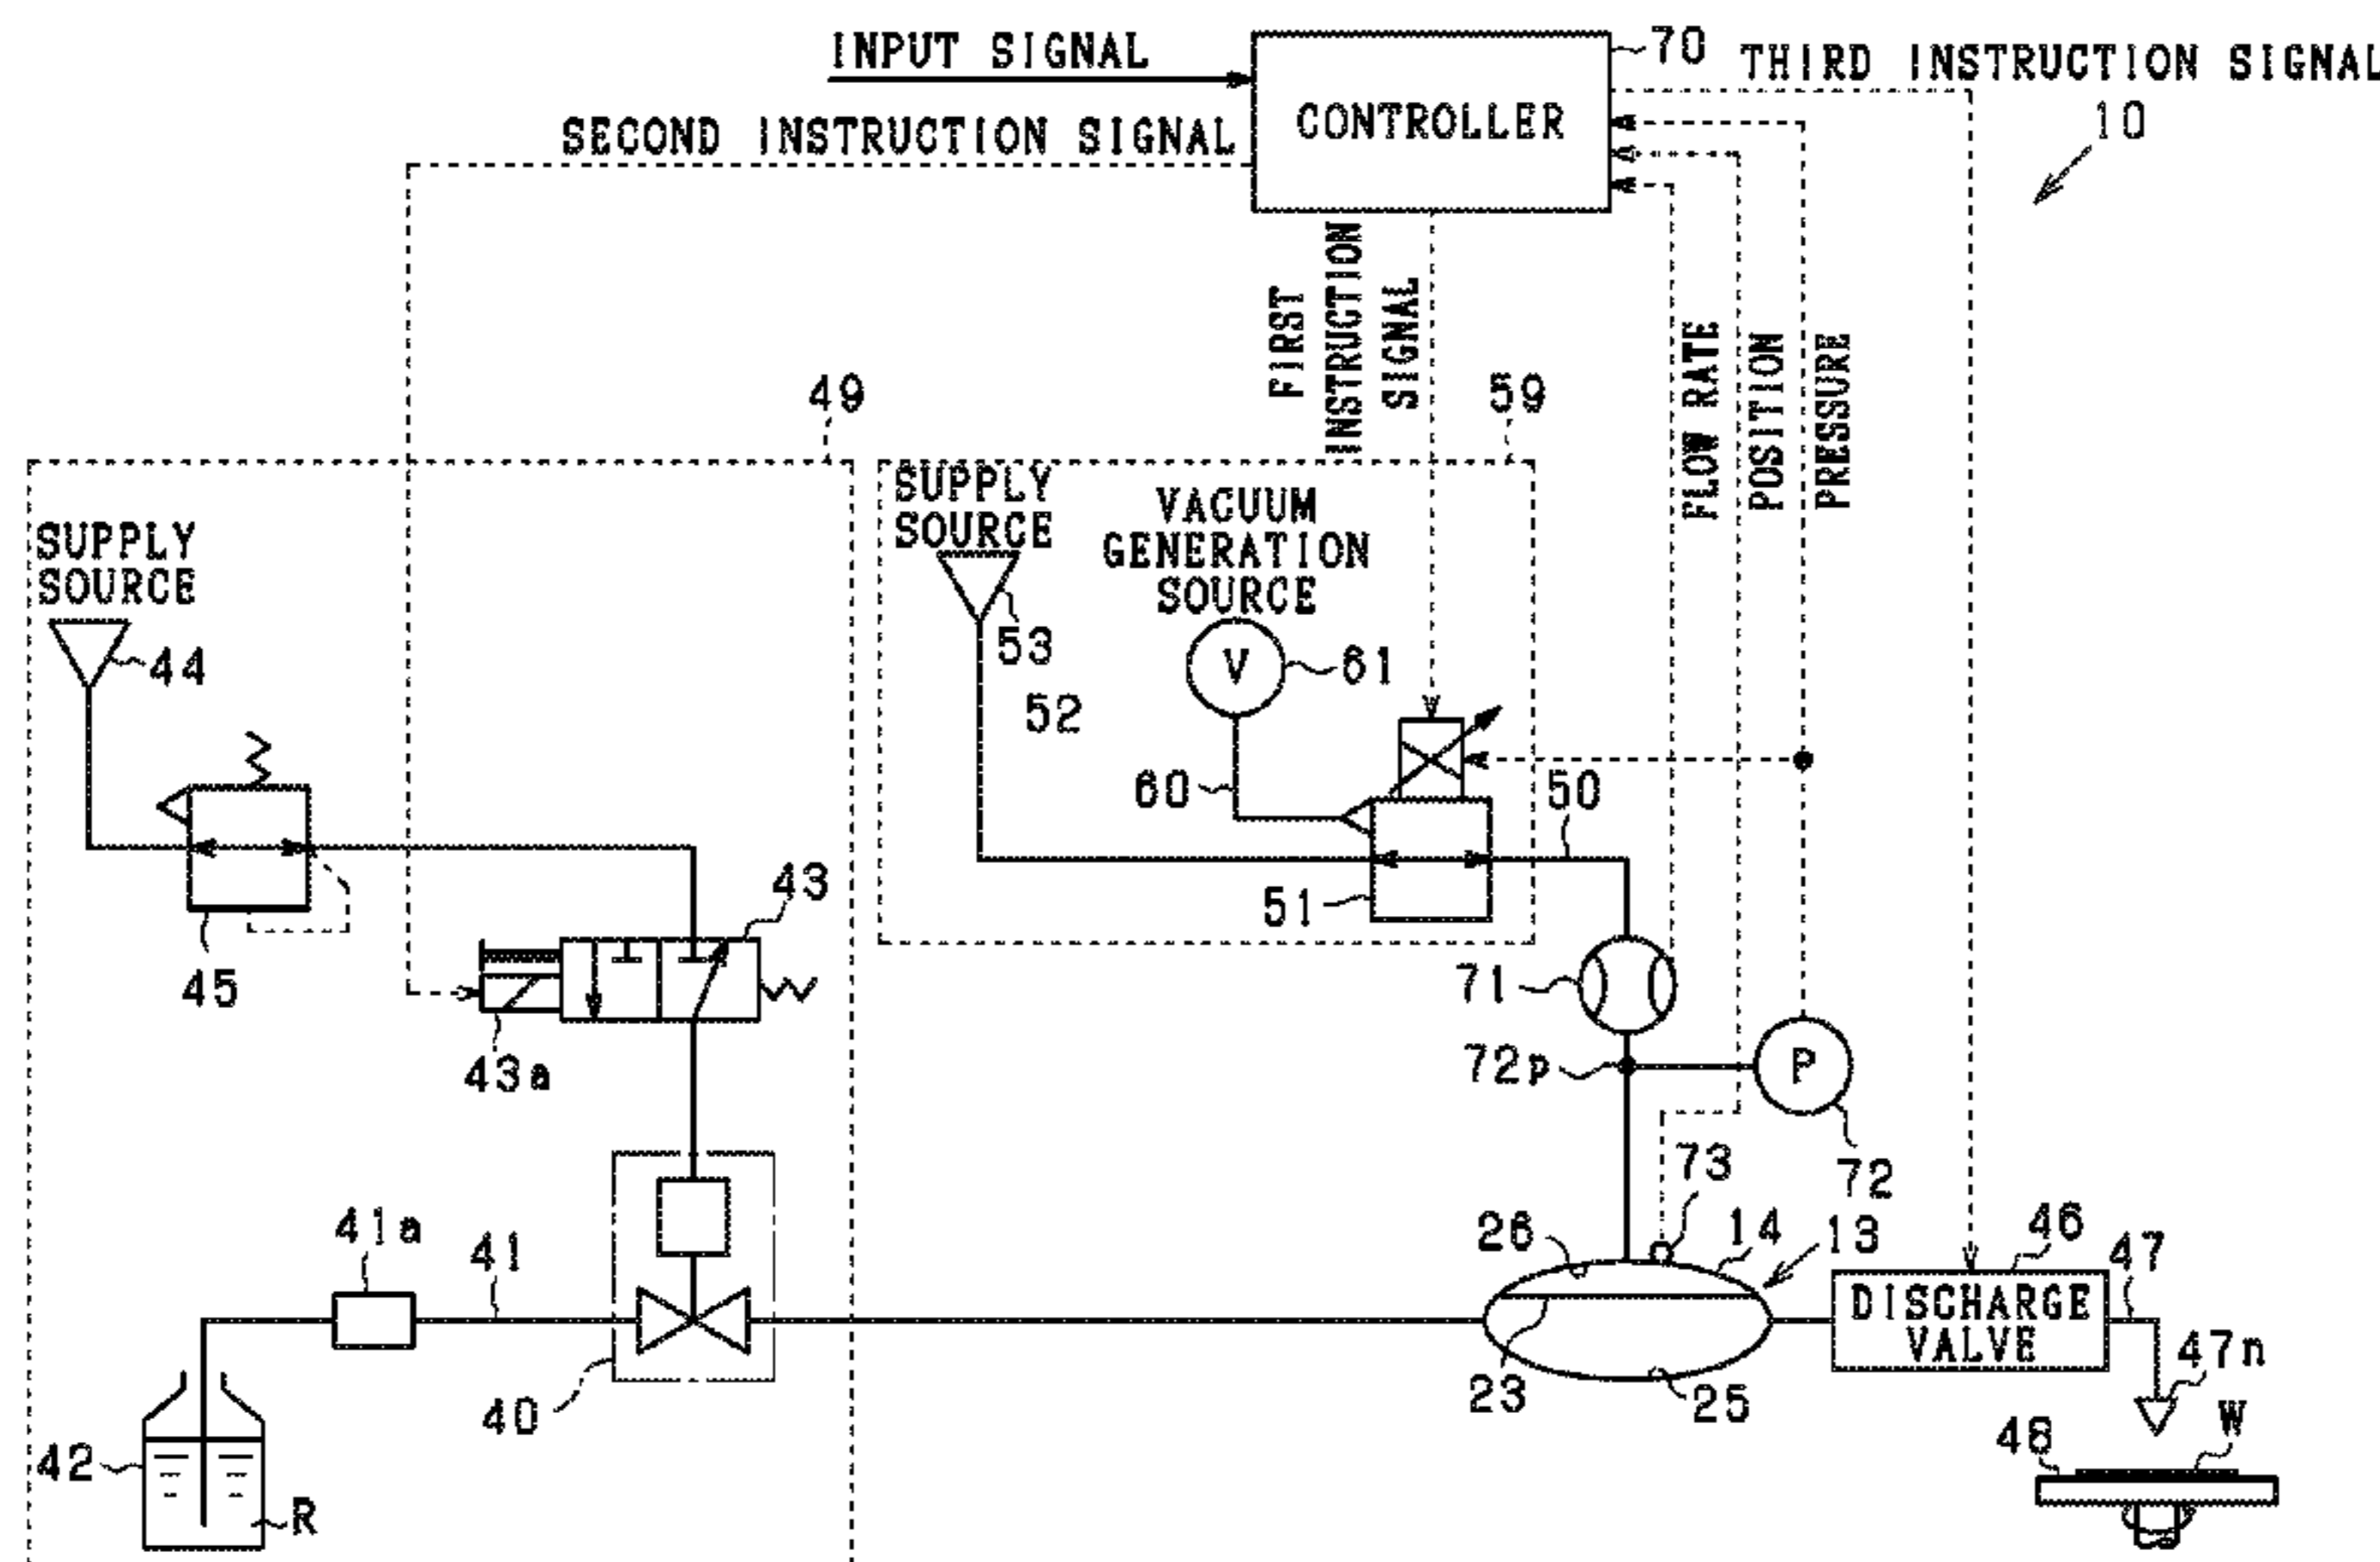 INPUT SIGNAL
70
THIRD INSTRUCTION SIGNAL
CONTROLLER
10
SECOND INSTRUCTION SIGNAL
FIRST
INSTRUCTION
SIGNAL
FLOW RATE
POSITION
PRESSURE
49
59
SUPPLY
SOURCE
VACUUM
GENERATION
SOURCE
SUPPLY
SOURCE
44
53
V
61
52
60
50
43
51
45
71
43a
72p
P
73
72
41a
41
26
14
13
46
47
DISCHARGE
VALVE
40
23
25
47n
42
R
48
W